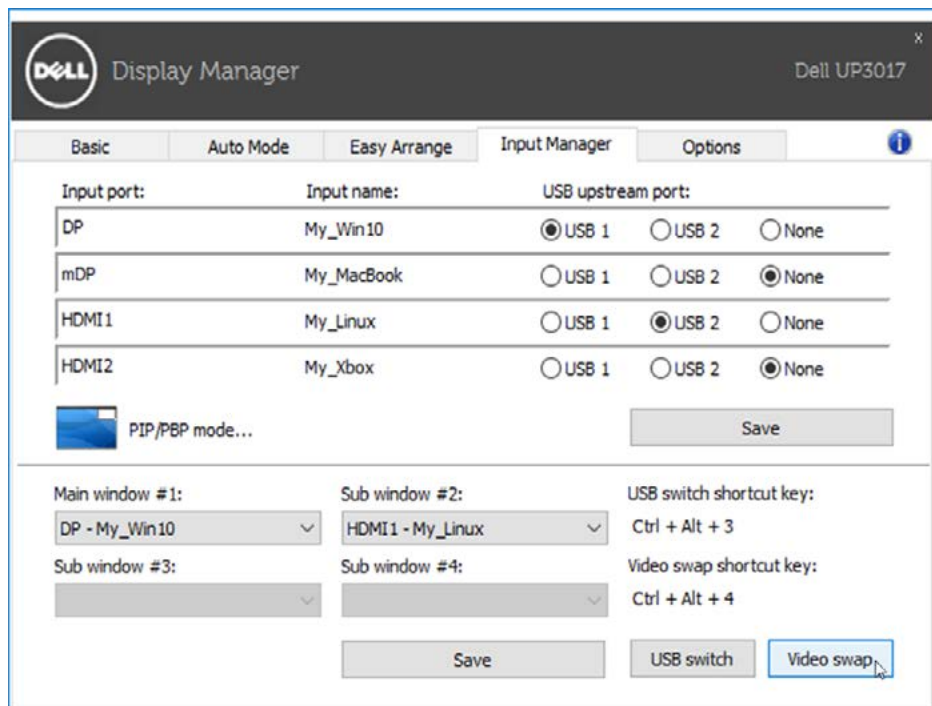 DELL Display Manager Dell UP3017 x
Basic Auto Mode Easy Arrange Input Manager Options i
Input port: Input name: USB upstream port:
DP My_Win10 USB 1 USB 2 None
mDP My_MacBook USB 1 USB 2 None
HDMI1 My_Linux USB 1 USB 2 None
HDMI2 My_Xbox USB 1 USB 2 None
PIP/PBP mode... Save
Main window #1: Sub window #2: USB switch shortcut key:
DP - My_Win10 HDMI1 - My_Linux Ctrl + Alt + 3
Sub window #3: Sub window #4: Video swap shortcut key:
Ctrl + Alt + 4
Save USB switch Video swap